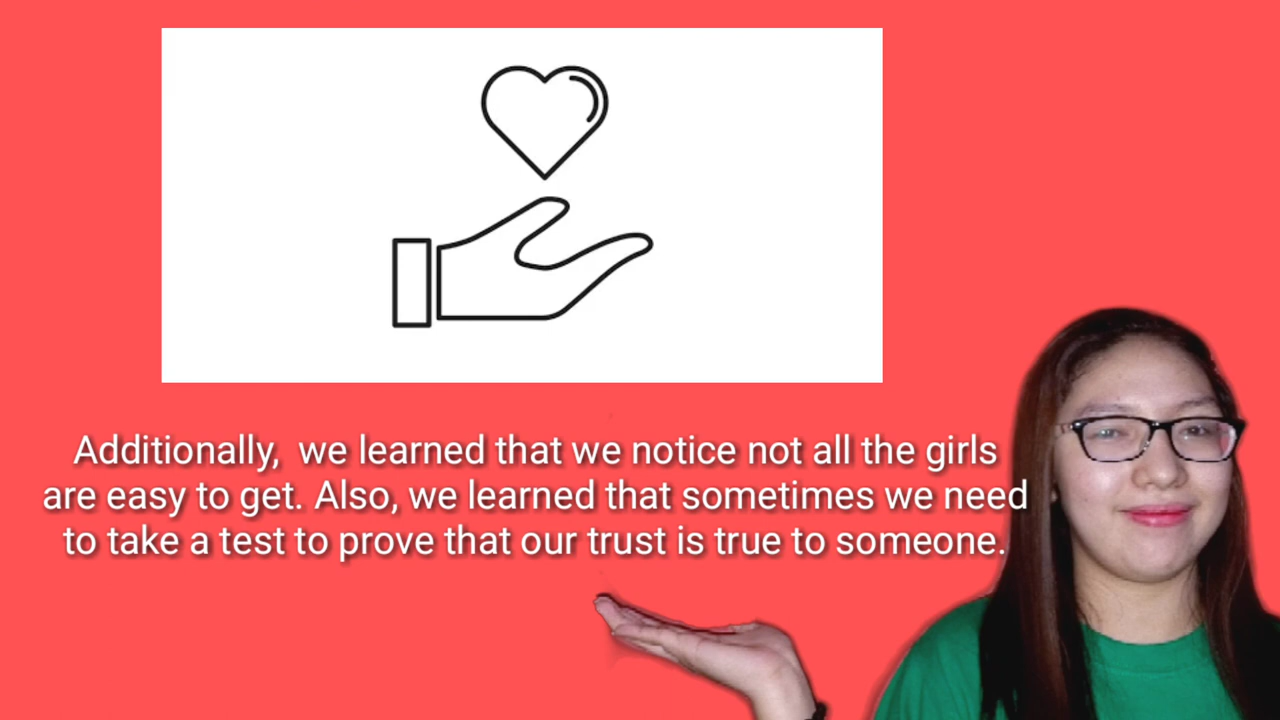 Additionally,  we learned that we notice not all the girls
are easy to get. Also, we learned that sometimes we need
to take a test to prove that our trust is true to someone.